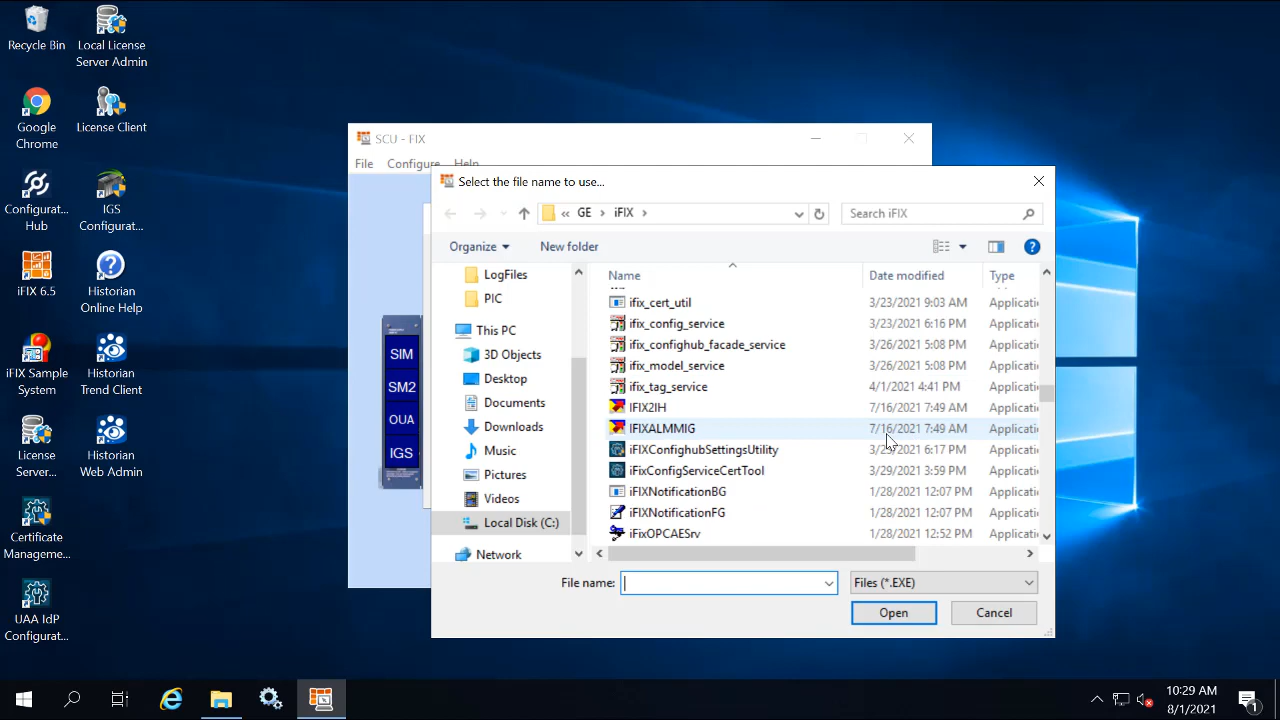 Recycle Bin
Local License
Server Admin
Google
Chrome
License Client
Configurat...
Hub
IGS
Configurat...
iFIX 6.5
Historian
Online Help
iFIX Sample
System
Historian
Trend Client
License
Server...
Historian
Web Admin
Certificate
Manageme...
UAA IdP
Configurat...
SCU - FIX
File Configure Help
SIM
SM2
OUA
IGS
Select the file name to use...
« GE > iFIX >
Search iFIX
Organize
New folder
LogFiles
PIC
This PC
3D Objects
Desktop
Documents
Downloads
Music
Pictures
Videos
Local Disk (C:)
Network
Name Date modified Type
ifix_cert_util 3/23/2021 9:03 AM Applicati
ifix_config_service 3/23/2021 6:16 PM Applicati
ifix_confighub_facade_service 3/26/2021 5:08 PM Applicati
ifix_model_service 3/26/2021 5:08 PM Applicati
ifix_tag_service 4/1/2021 4:41 PM Applicati
IFIX2IH 7/16/2021 7:49 AM Applicati
IFIXALMMIG 7/16/2021 7:49 AM Applicati
iFIXConfighubSettingsUtility 6:17 PM Applicati
iFixConfigServiceCertTool 3/29/2021 3:59 PM Applicati
iFIXNotificationBG 1/28/2021 12:07 PM Applicati
iFIXNotificationFG 1/28/2021 12:07 PM Applicati
iFixOPCAESrv 1/28/2021 12:52 PM Applicati
File name:
Files (*.EXE)
Open
Cancel
10:29 AM
8/1/2021
1